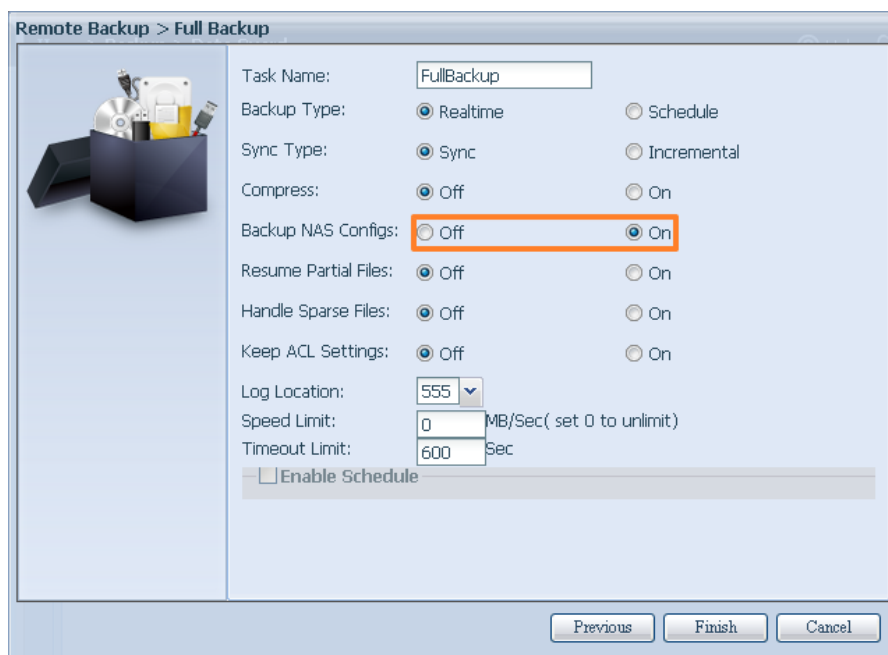 Remote Backup > Full Backup
Task Name: FullBackup
Backup Type: Realtime Schedule
Sync Type: Sync Incremental
Compress: Off On
Backup NAS Configs: Off On
Resume Partial Files: Off On
Handle Sparse Files: Off On
Keep ACL Settings: Off On
Log Location: 555
Speed Limit: 0 MB/Sec( set 0 to unlimit)
Timeout Limit: 600 Sec
Enable Schedule
Previous Finish Cancel